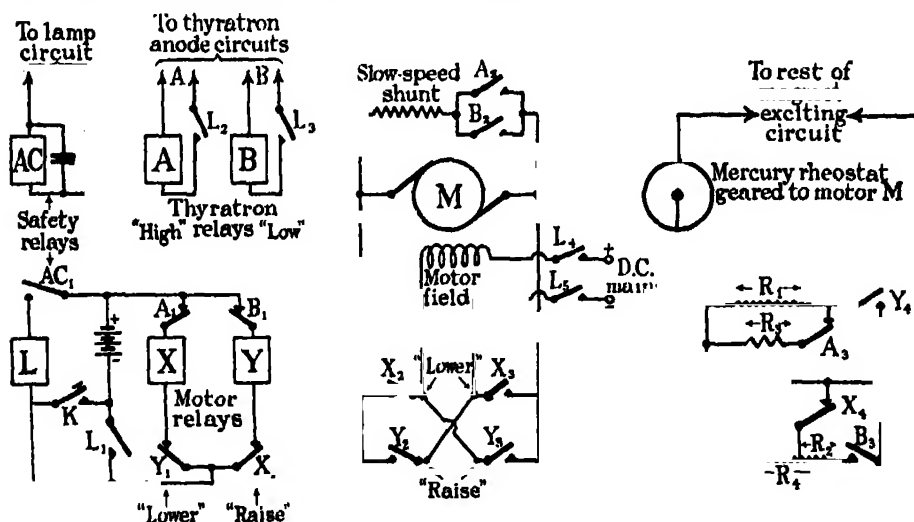 To lamp
circuit
To thyratron
anode circuits
A
B
L2
L3
AC
A
B
Thyratron
"High" relays "Low"
Safety
relays
AC1
L
K
L1
+
-
A1
B1
X
Y
Motor
relays
Y1
X
"Lower" "Raise"
Slow-speed
shunt
A2
B2
M
Motor
field
L4
L5
+
D.C.
-
X2
"Lower"
X3
Y2
Y3
"Raise"
To rest of
exciting
circuit
Mercury rheostat
geared to motor M
R1
R3
A3
Y4
X4
R2
B3
R4